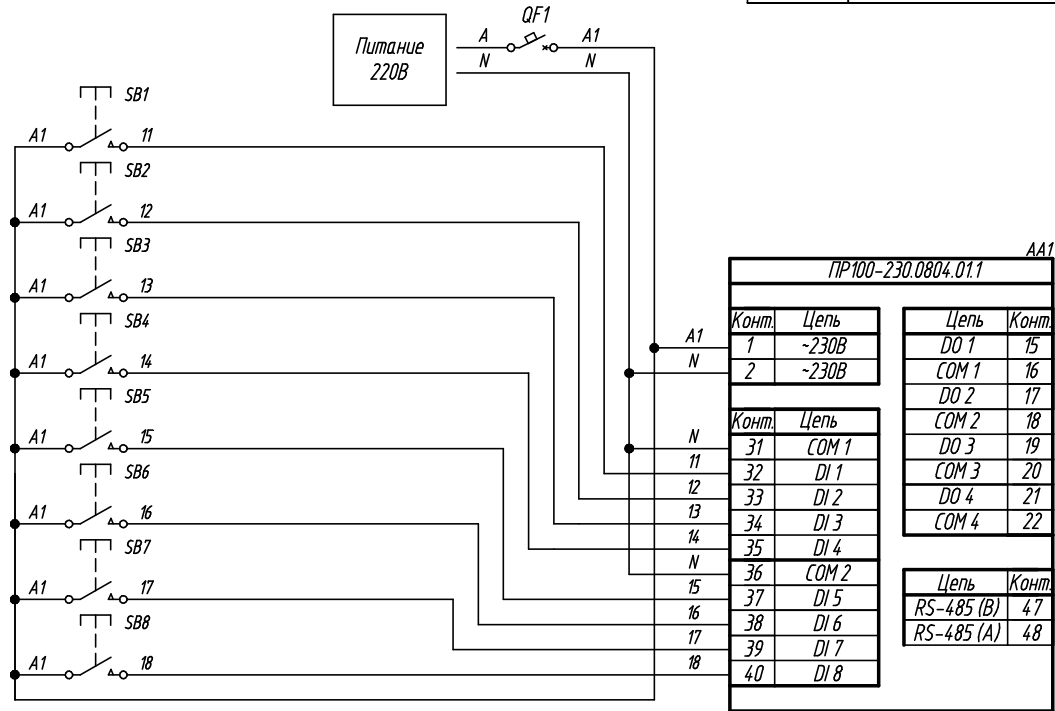 QF1
Питание
220В
A
A1
N
N
SB1
A1
11
SB2
A1
12
SB3
A1
13
SB4
A1
14
SB5
A1
15
SB6
A1
16
SB7
A1
17
SB8
A1
18
AA1
ПР100-230.0804.01.1
Конт. Цепь
A1 1 ~230В
N 2 ~230В
Конт. Цепь
N 31 COM 1
11 32 DI 1
12 33 DI 2
13 34 DI 3
14 35 DI 4
N 36 COM 2
15 37 DI 5
16 38 DI 6
17 39 DI 7
18 40 DI 8
Цепь Конт.
DO 1 15
COM 1 16
DO 2 17
COM 2 18
DO 3 19
COM 3 20
DO 4 21
COM 4 22
Цепь Конт.
RS-485 (B) 47
RS-485 (A) 48